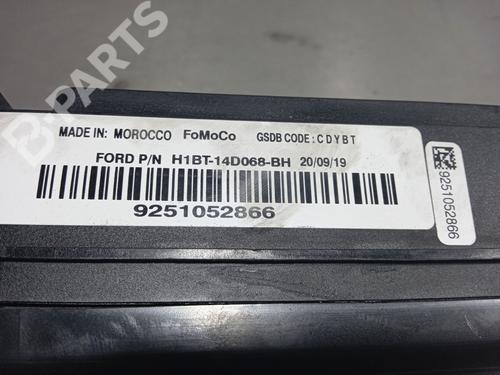 B-PARTS
MADE IN: MOROCCO FoMoCo GSDB CODE: CDYBT
FORD P/N H1BT-14D068-BH 20/09/19
9251052866
9251052866